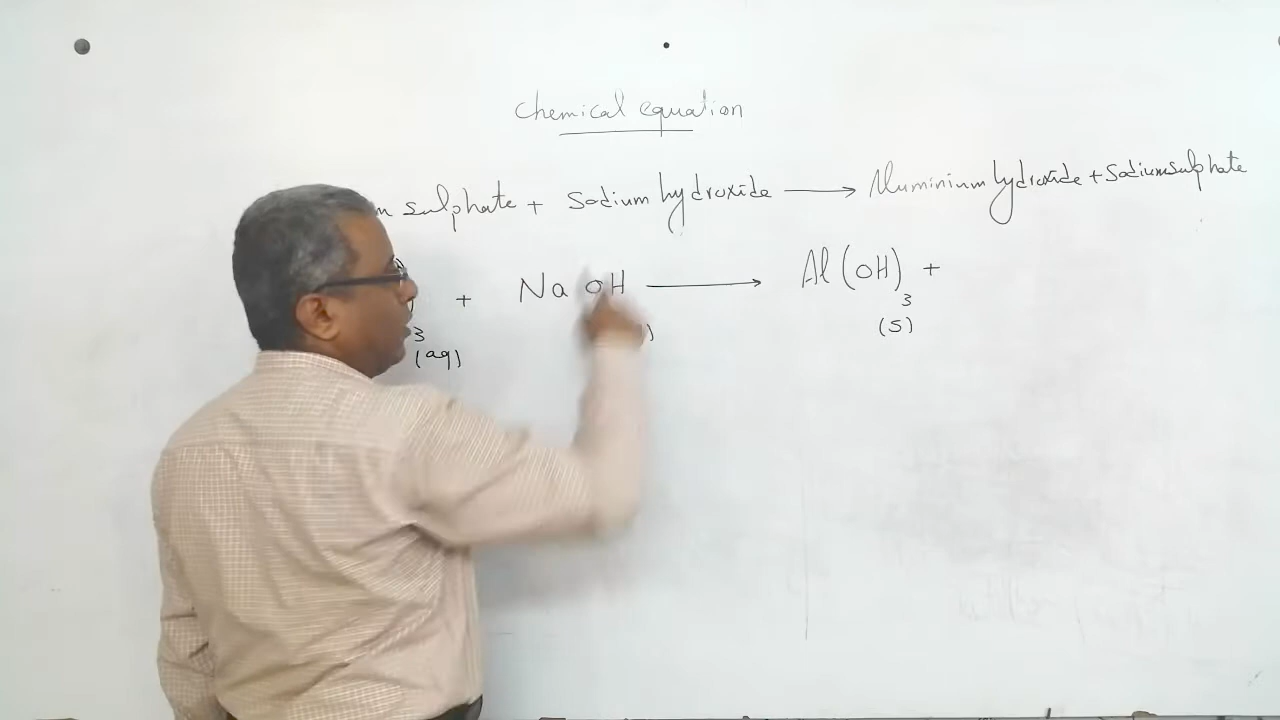 Chemical equation
m sulphate + Sodium hydroxide → Aluminium hydroxide + Sodium sulphate
3 (aq) + NaOH → Al(OH)3 (s) +